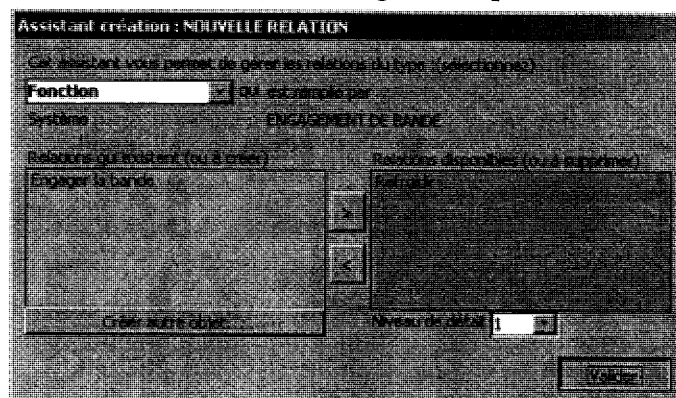 Assistant création : NOUVELLE RELATION
Cet Assistant vous permet de gérer les relations du type : (sélectionnez)
Fonction QUI est remplie par
Système ENGAGEMENT DE BANDE
Relations qui existent (ou à créer) Relations disponibles (ou à supprimer)
Engager la bande
> 
<
Créer autre objet
Niveau de détail 1
Valider